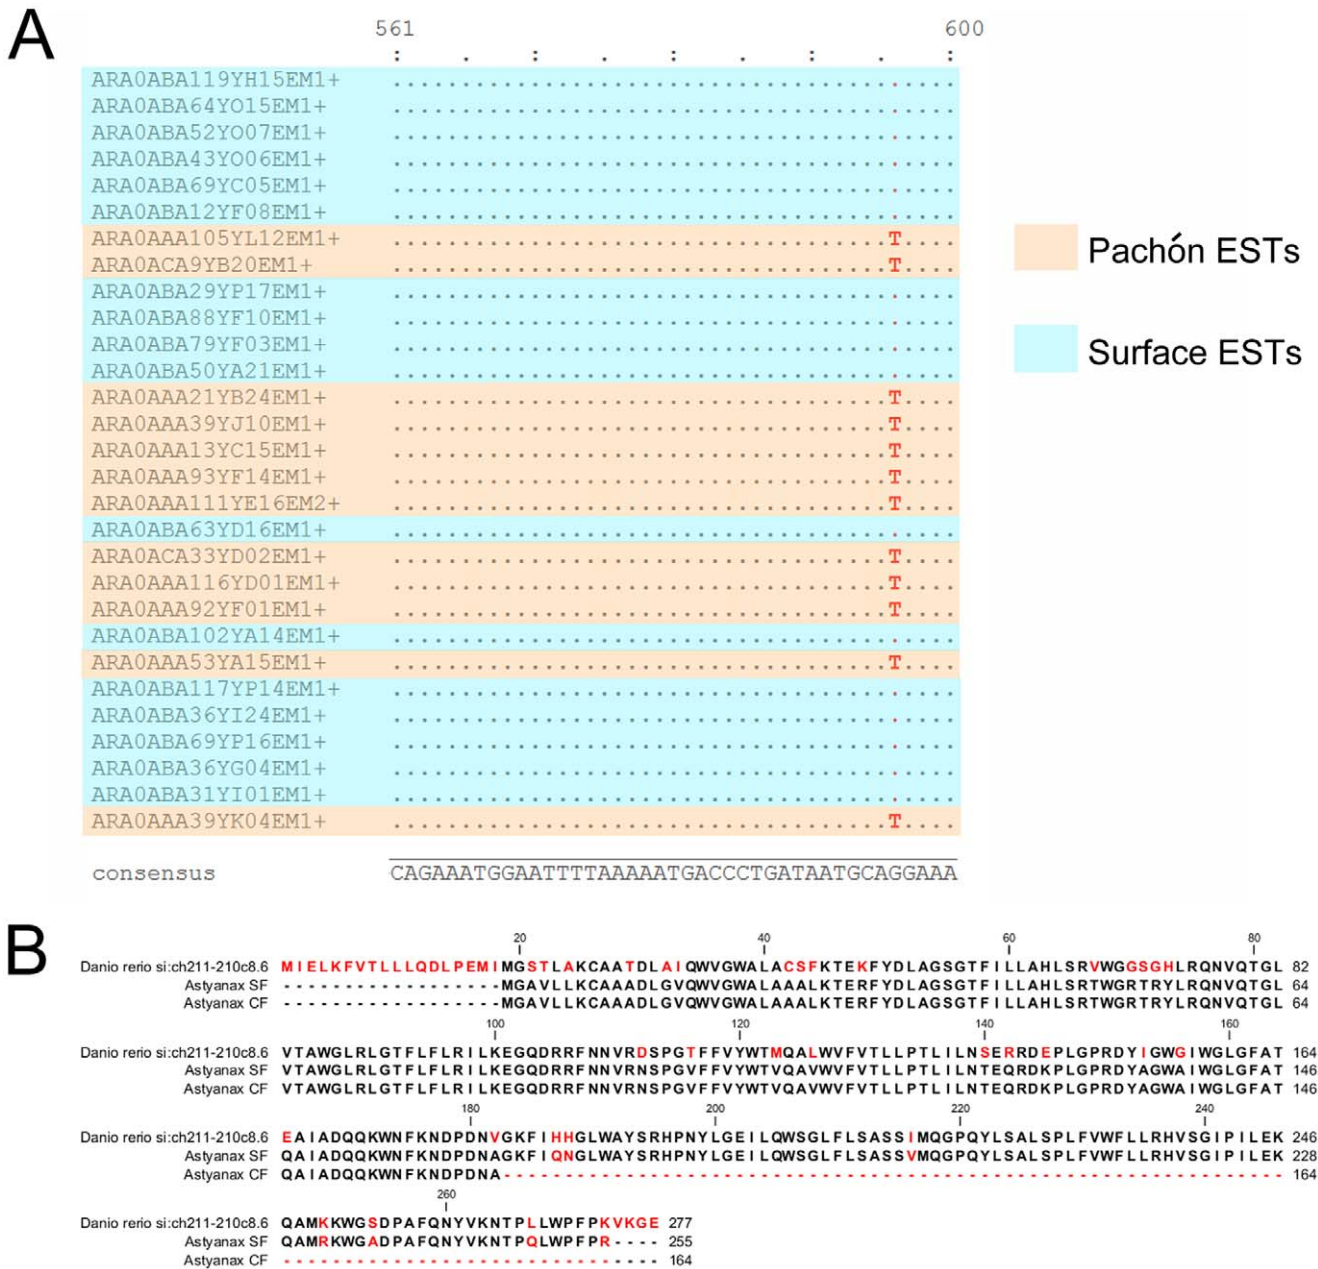 A
561 600
: . : . : . : . :
ARA0ABA119YH15EM1+ .........................................
ARA0ABA64YO15EM1+ .........................................
ARA0ABA52YO07EM1+ .........................................
ARA0ABA43YO06EM1+ .........................................
ARA0ABA69YC05EM1+ .........................................
ARA0ABA12YF08EM1+ .........................................
ARA0AAA105YL12EM1+ ....................................T....
ARA0ACA9YB20EM1+ ....................................T....
ARA0ABA29YP17EM1+ .........................................
ARA0ABA88YF10EM1+ .........................................
ARA0ABA79YF03EM1+ .........................................
ARA0ABA50YA21EM1+ .........................................
ARA0AAA21YB24EM1+ ....................................T....
ARA0AAA39YJ10EM1+ ....................................T....
ARA0AAA13YC15EM1+ ....................................T....
ARA0AAA93YF14EM1+ ....................................T....
ARA0AAA111YE16EM2+ ....................................T....
ARA0ABA63YD16EM1+ .........................................
ARA0ACA33YD02EM1+ ....................................T....
ARA0AAA116YD01EM1+ ....................................T....
ARA0AAA92YF01EM1+ ....................................T....
ARA0ABA102YA14EM1+ .........................................
ARA0AAA53YA15EM1+ ....................................T....
ARA0ABA117YP14EM1+ .........................................
ARA0ABA36YI24EM1+ .........................................
ARA0ABA69YP16EM1+ .........................................
ARA0ABA36YG04EM1+ .........................................
ARA0ABA31YI01EM1+ .........................................
ARA0AAA39YK04EM1+ ....................................T....
consensus CAGAAATGGAATTTTAAAAATGACCCTGATAATGCAGGAAA
Pachón ESTs
Surface ESTs
B
20 40 60 80
Danio rerio si:ch211-210c8.6 MIELKFVTLLLQDLPEMIMGSTLAKCAATDLAIQWVGWALACSFKTEKFYDLAGSGTFILLAHLSRVWGGSGHLRQNVQTGL 82
Astyanax SF ------------------MGAVLLKCAAADLGVQWVGWALAAALKTERFYDLAGSGTFILLAHLSRTWGRTRYLRQNVQTGL 64
Astyanax CF ------------------MGAVLLKCAAADLGVQWVGWALAAALKTERFYDLAGSGTFILLAHLSRTWGRTRYLRQNVQTGL 64
100 120 140 160
Danio rerio si:ch211-210c8.6 VTAWGLRLGTFLFLRILKEGQDRRFNNVRDSPGTFFVYWTMQALWVFVTLLPTLILNSERRDEPLGPRDYIGWGIWGLGFAT 164
Astyanax SF VTAWGLRLGTFLFLRILKEGQDRRFNNVRNSPGVFFVYWTVQAVWVFVTLLPTLILNTEQRDKPLGPRDYAGWAIWGLGFAT 146
Astyanax CF VTAWGLRLGTFLFLRILKEGQDRRFNNVRNSPGVFFVYWTVQAVWVFVTLLPTLILNTEQRDKPLGPRDYAGWAIWGLGFAT 146
180 200 220 240
Danio rerio si:ch211-210c8.6 EAIADQQKWNFKNDPDNVGKFIHHGLWAYSRHPNYLGEILQWSGLFLSASSIMQGPQYLSALSPLFVWFLLRHVSGIPILEK 246
Astyanax SF QAIADQQKWNFKNDPDNAGKFIQNGLWAYSRHPNYLGEILQWSGLFLSASSVMQGPQYLSALSPLFVWFLLRHVSGIPILEK 228
Astyanax CF QAIADQQKWNFKNDPDNA---------------------------------------------------------------- 164
260
Danio rerio si:ch211-210c8.6 QAMKKWGSDPAFQNYVKNTPLLWPFPKVKGE 277
Astyanax SF QAMRKWGADPAFQNYVKNTPQLWPFPR---- 255
Astyanax CF ------------------------------- 164